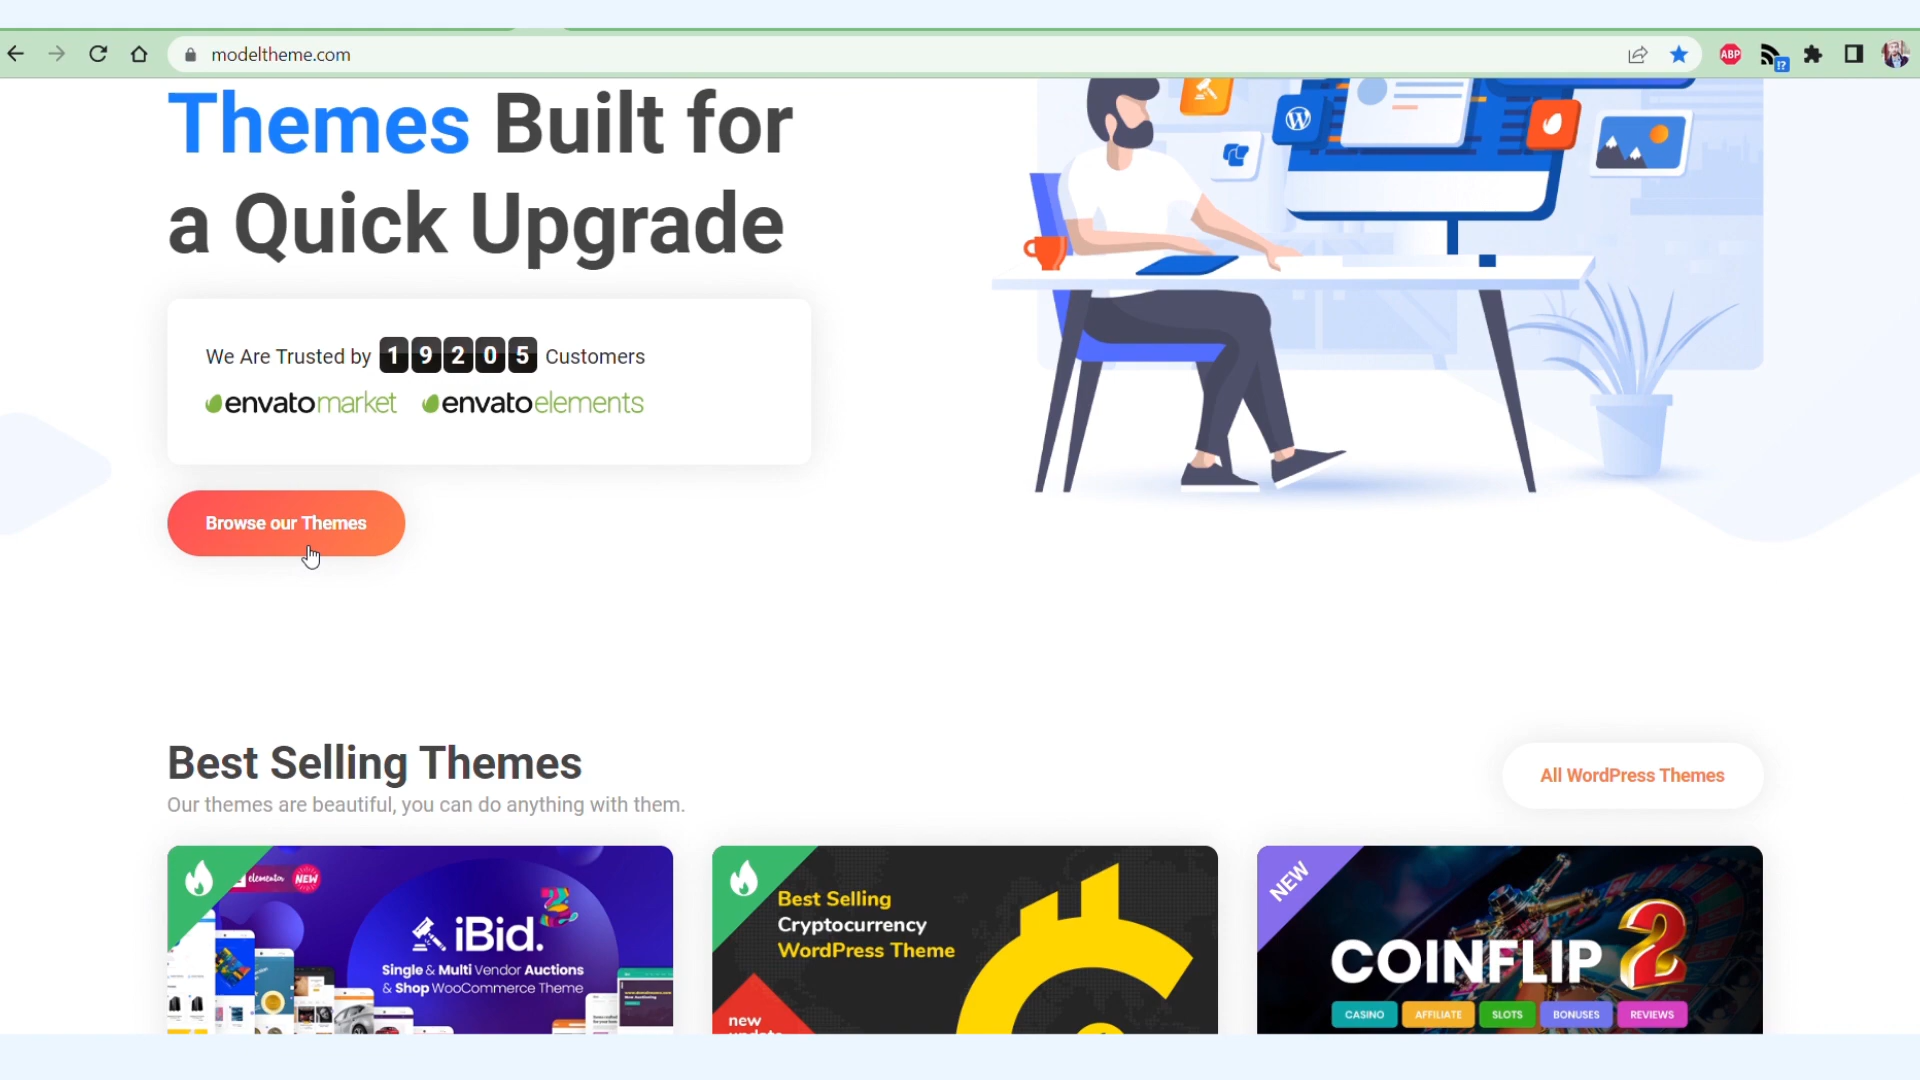 modeltheme.com
ABP
!?
Themes Built for
a Quick Upgrade
We Are Trusted by 19205 Customers
envatomarket envatoelements
Browse our Themes
Best Selling Themes
Our themes are beautiful, you can do anything with them.
All WordPress Themes
elementor NEW
iBid.
Single & Multi Vendor Auctions
& Shop WooCommerce Theme
Best Selling
Cryptocurrency
WordPress Theme
new
update
NEW
COINFLIP 2
CASINO AFFILIATE SLOTS BONUSES REVIEWS